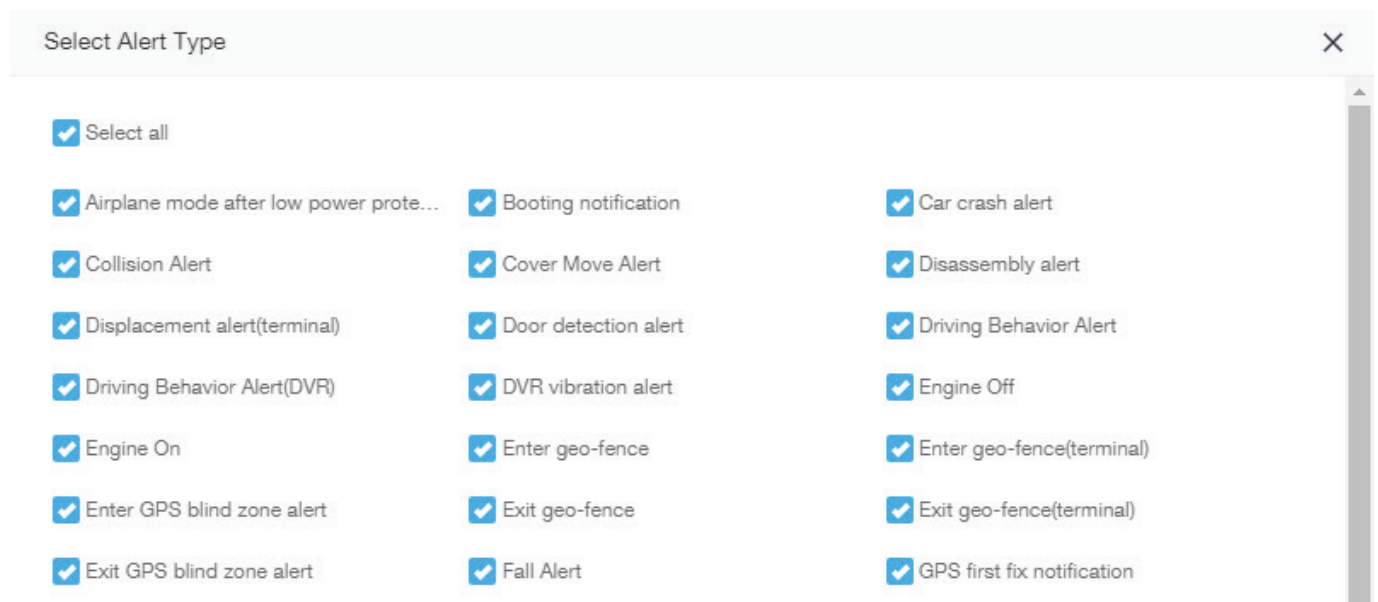 Select Alert Type
Select all
Airplane mode after low power prote...
Booting notification
Car crash alert
Collision Alert
Cover Move Alert
Disassembly alert
Displacement alert(terminal)
Door detection alert
Driving Behavior Alert
Driving Behavior Alert(DVR)
DVR vibration alert
Engine Off
Engine On
Enter geo-fence
Enter geo-fence(terminal)
Enter GPS blind zone alert
Exit geo-fence
Exit geo-fence(terminal)
Exit GPS blind zone alert
Fall Alert
GPS first fix notification